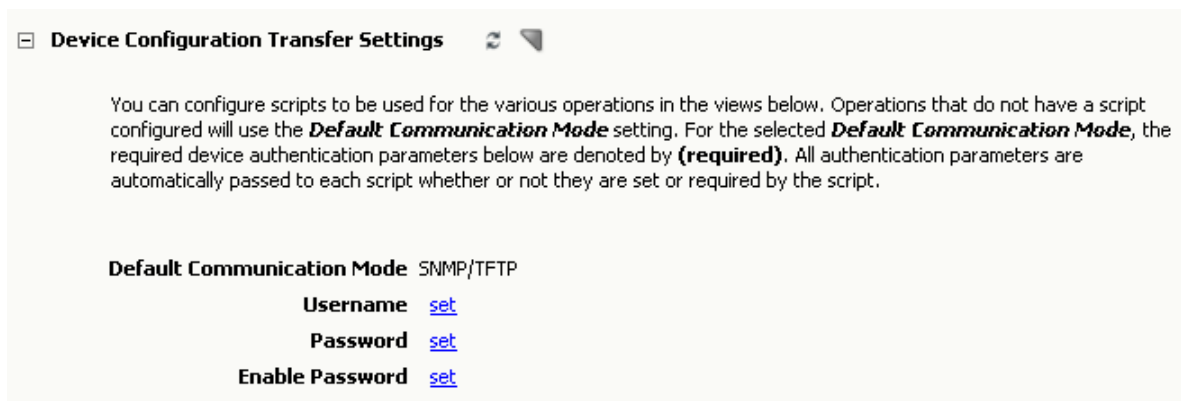 Device Configuration Transfer Settings
You can configure scripts to be used for the various operations in the views below. Operations that do not have a script
configured will use the Default Communication Mode setting. For the selected Default Communication Mode, the
required device authentication parameters below are denoted by (required). All authentication parameters are
automatically passed to each script whether or not they are set or required by the script.
Default Communication Mode SNMP/TFTP
Username set
Password set
Enable Password set